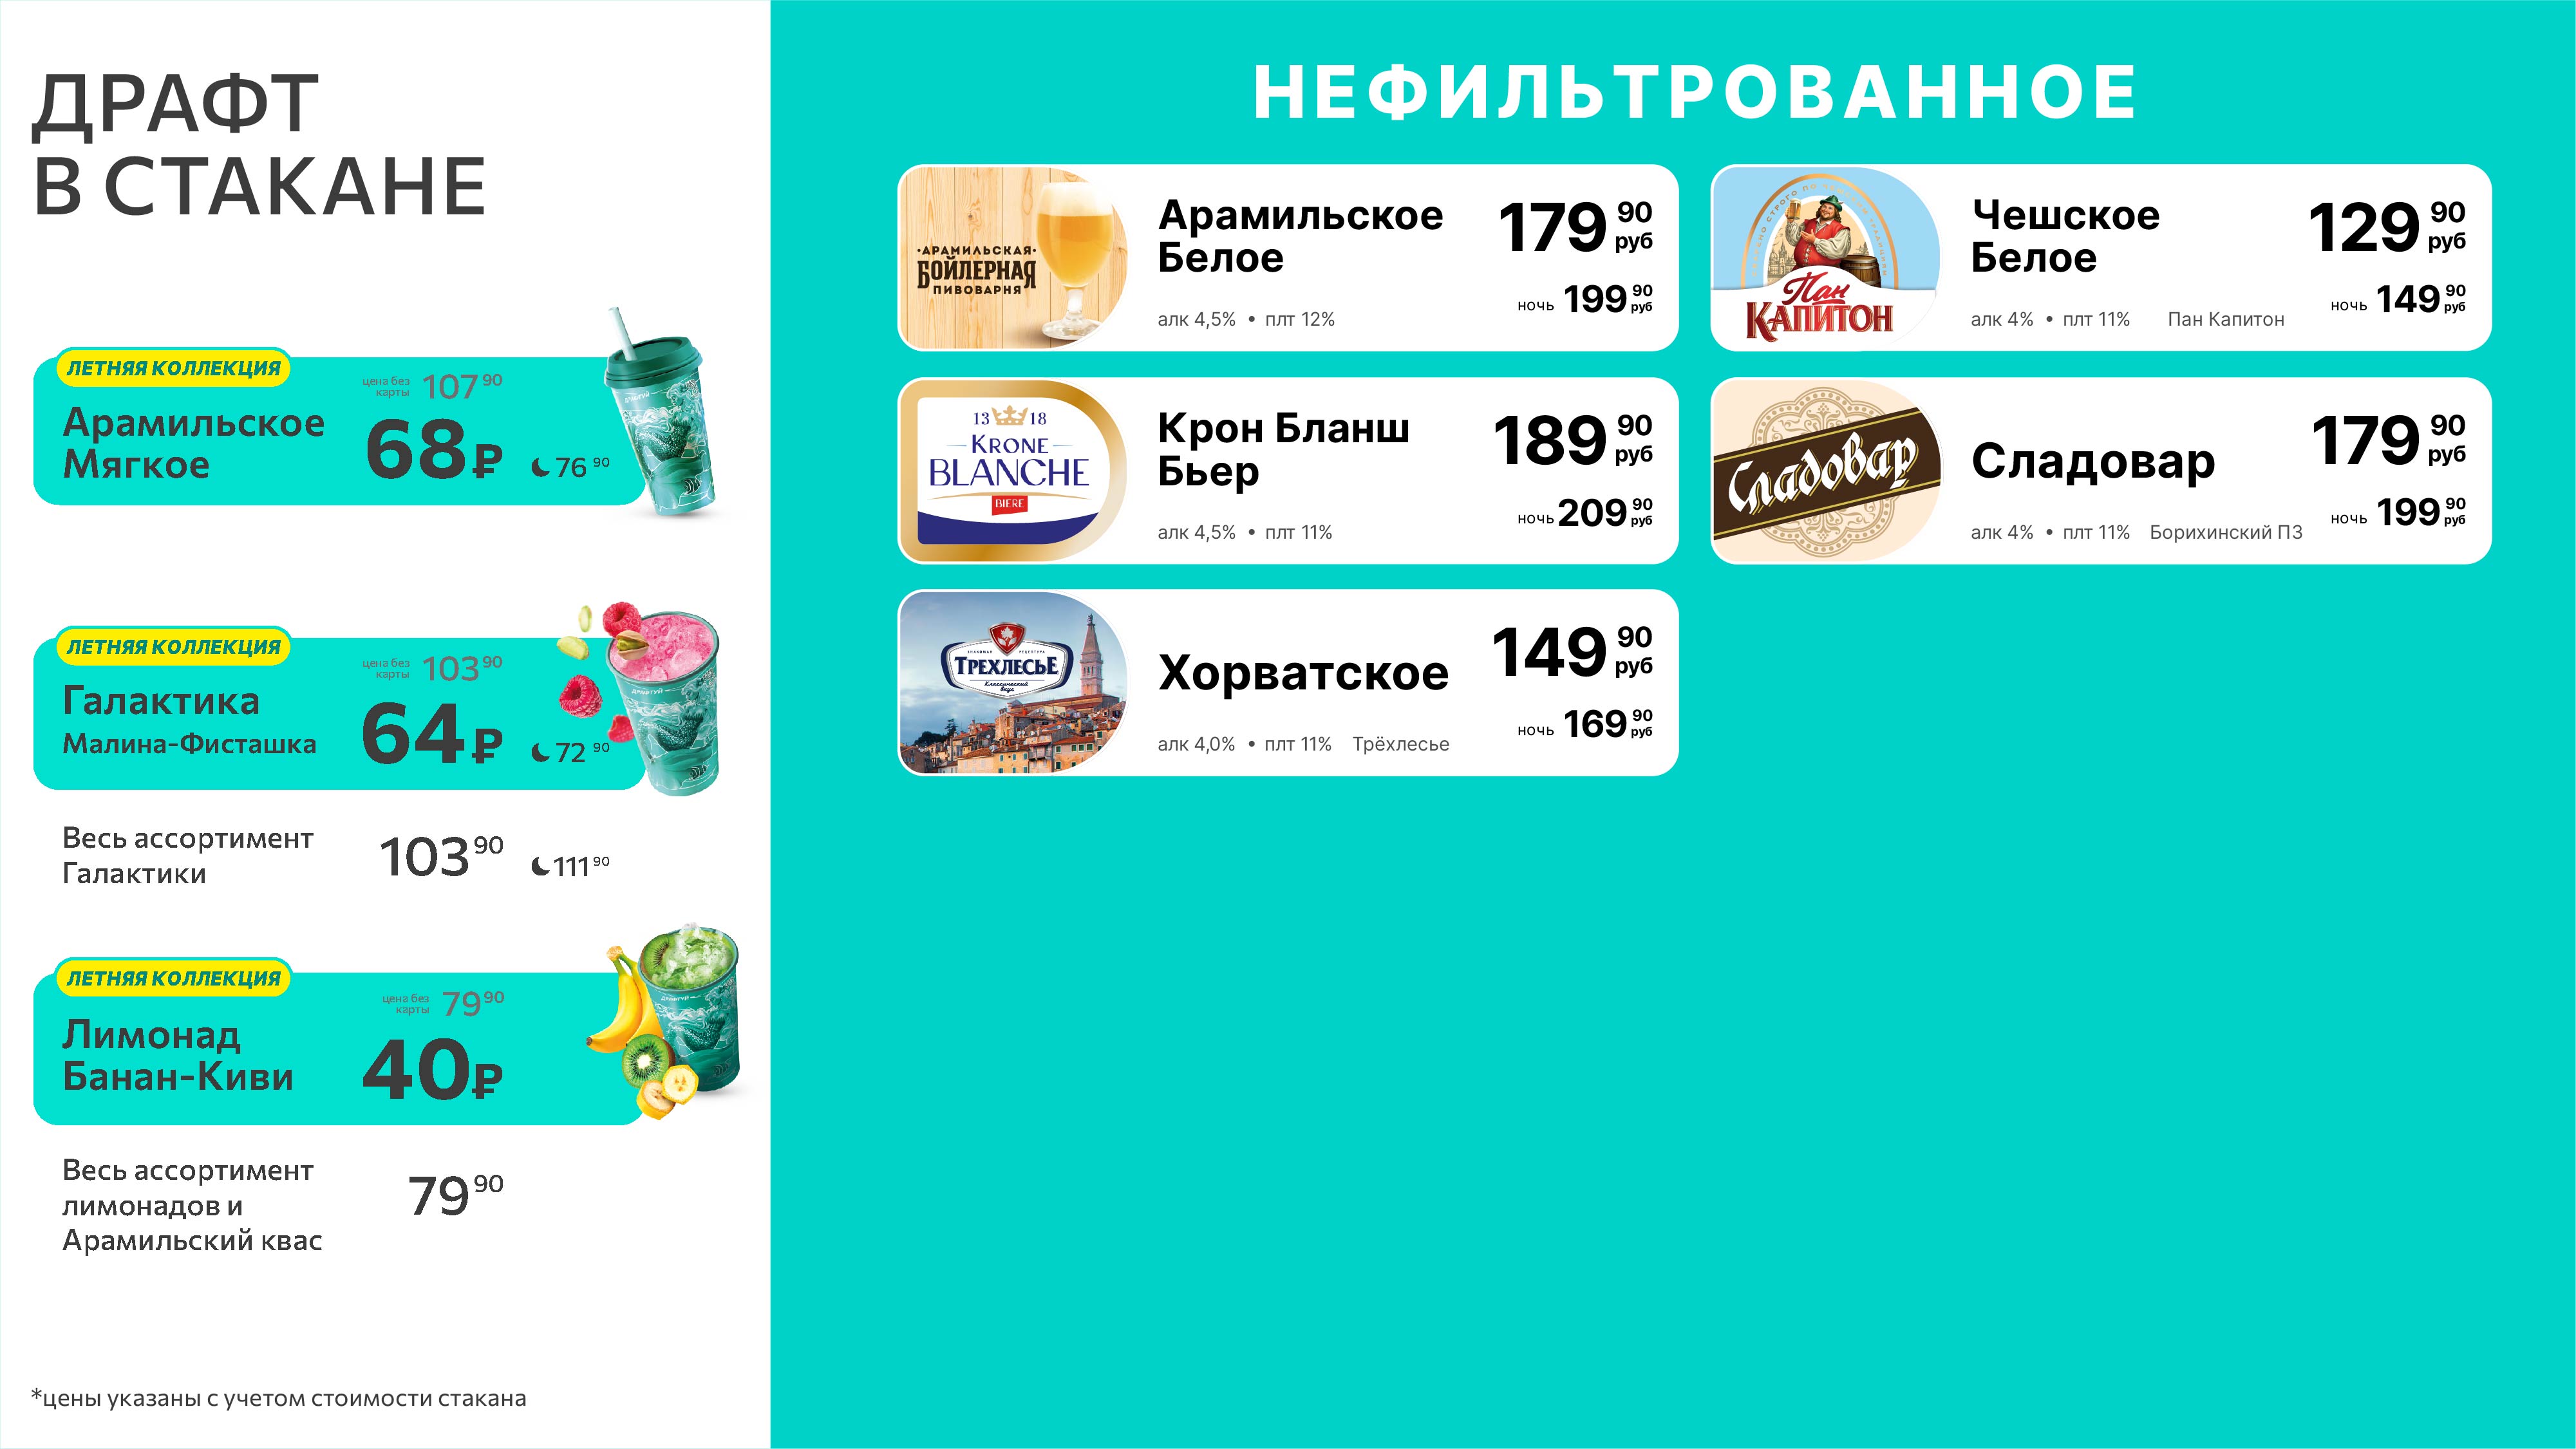 ДРАФТ
В СТАКАНЕ
ЛЕТНЯЯ КОЛЛЕКЦИЯ
Арамильское
Мягкое
цена без
карты
107 90
68₽
76 90
ЛЕТНЯЯ КОЛЛЕКЦИЯ
Галактика
Малина-Фисташка
цена без
карты
103 90
64₽
72 90
Весь ассортимент
Галактики
103 90
111 90
ЛЕТНЯЯ КОЛЛЕКЦИЯ
Лимонад
Банан-Киви
цена без
карты
79 90
40₽
Весь ассортимент
лимонадов и
Арамильский квас
79 90
*цены указаны с учетом стоимости стакана
НЕФИЛЬТРОВАННОЕ
·АРАМИЛЬСКАЯ·
БОЙЛЕРНАЯ
ПИВОВАРНЯ
Арамильское
Белое
алк 4,5% • плт 12%
179 90 руб
ночь 199 90 руб
Пан
КАПИТОН
Чешское
Белое
алк 4% • плт 11% Пан Капитон
129 90 руб
ночь 149 90 руб
13 18
KRONE
BLANCHE
BIERE
Крон Бланш
Бьер
алк 4,5% • плт 11%
189 90 руб
ночь 209 90 руб
Сладовар
Сладовар
алк 4% • плт 11% Борихинский ПЗ
179 90 руб
ночь 199 90 руб
ТРЕХЛЕСЬЕ
Классический
вкус
Хорватское
алк 4,0% • плт 11% Трёхлесье
149 90 руб
ночь 169 90 руб